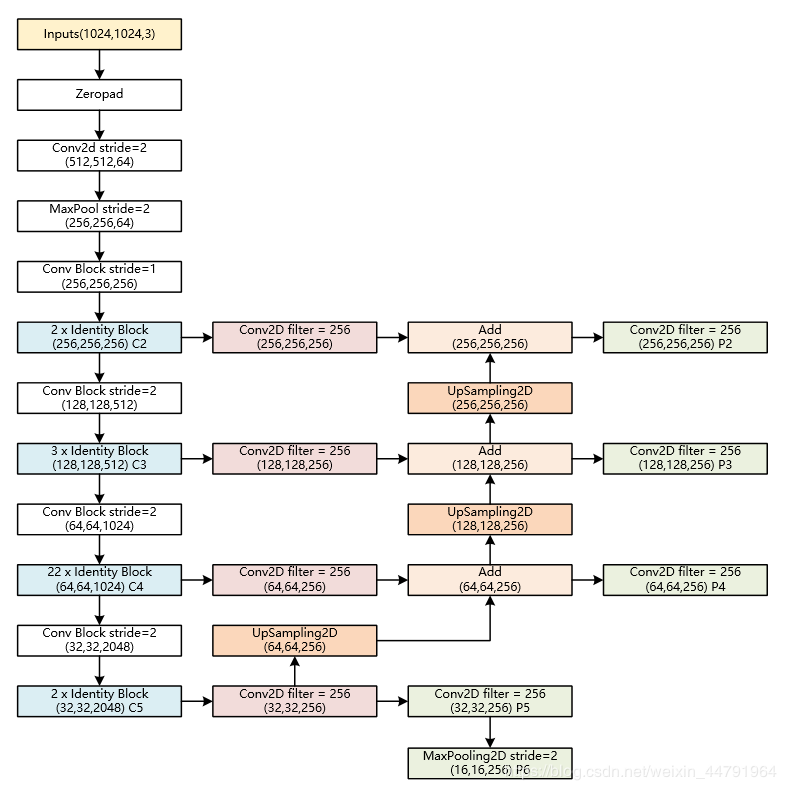 Inputs(1024,1024,3)
Zeropad
Conv2d stride=2
(512,512,64)
MaxPool stride=2
(256,256,64)
Conv Block stride=1
(256,256,256)
2 x Identity Block
(256,256,256) C2
Conv2D filter = 256
(256,256,256)
Add
(256,256,256)
Conv2D filter = 256
(256,256,256) P2
Conv Block stride=2
(128,128,512)
UpSampling2D
(256,256,256)
3 x Identity Block
(128,128,512) C3
Conv2D filter = 256
(128,128,256)
Add
(128,128,256)
Conv2D filter = 256
(128,128,256) P3
Conv Block stride=2
(64,64,1024)
UpSampling2D
(128,128,256)
22 x Identity Block
(64,64,1024) C4
Conv2D filter = 256
(64,64,256)
Add
(64,64,256)
Conv2D filter = 256
(64,64,256) P4
Conv Block stride=2
(32,32,2048)
UpSampling2D
(64,64,256)
2 x Identity Block
(32,32,2048) C5
Conv2D filter = 256
(32,32,256)
Conv2D filter = 256
(32,32,256) P5
MaxPooling2D stride=2
(16,16,256) P6
blog.csdn.net/weixin_44791964